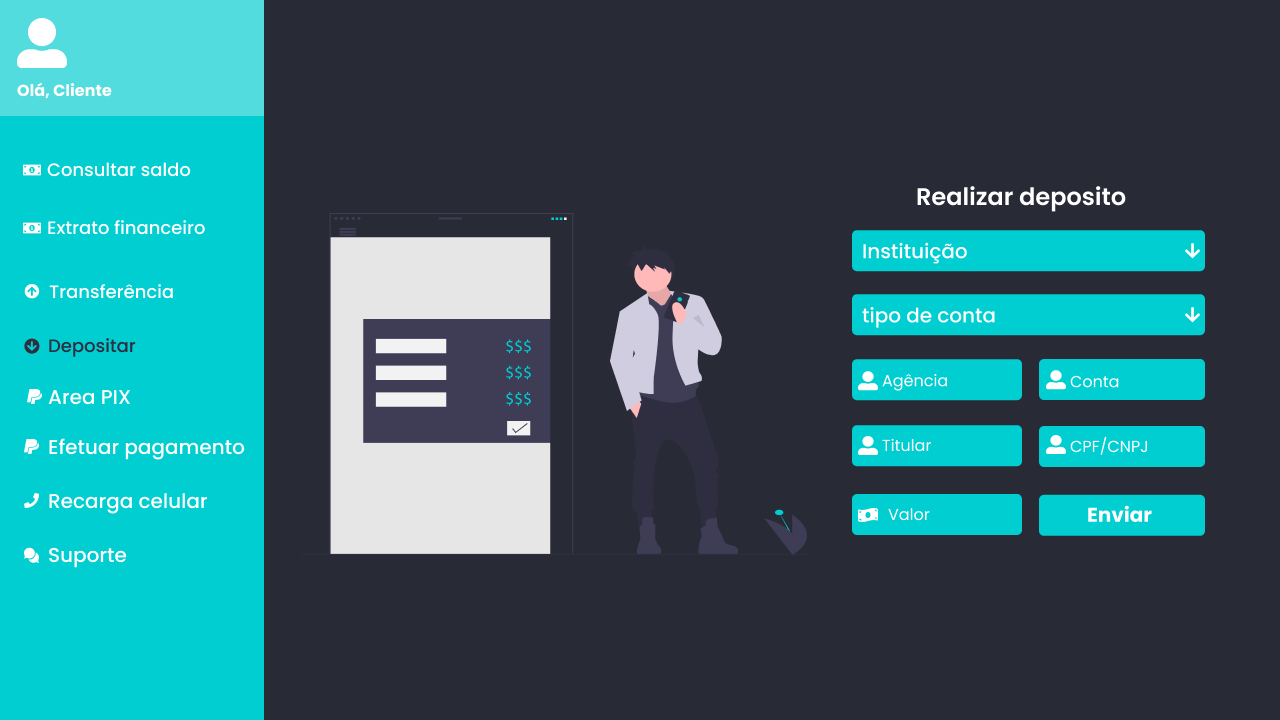 Olá, Cliente
Consultar saldo
Extrato financeiro
Transferência
Depositar
Area PIX
Efetuar pagamento
Recarga celular
Suporte
$$$
$$$
$$$
Realizar deposito
Instituição
tipo de conta
Agência
Conta
Titular
CPF/CNPJ
Valor
Enviar